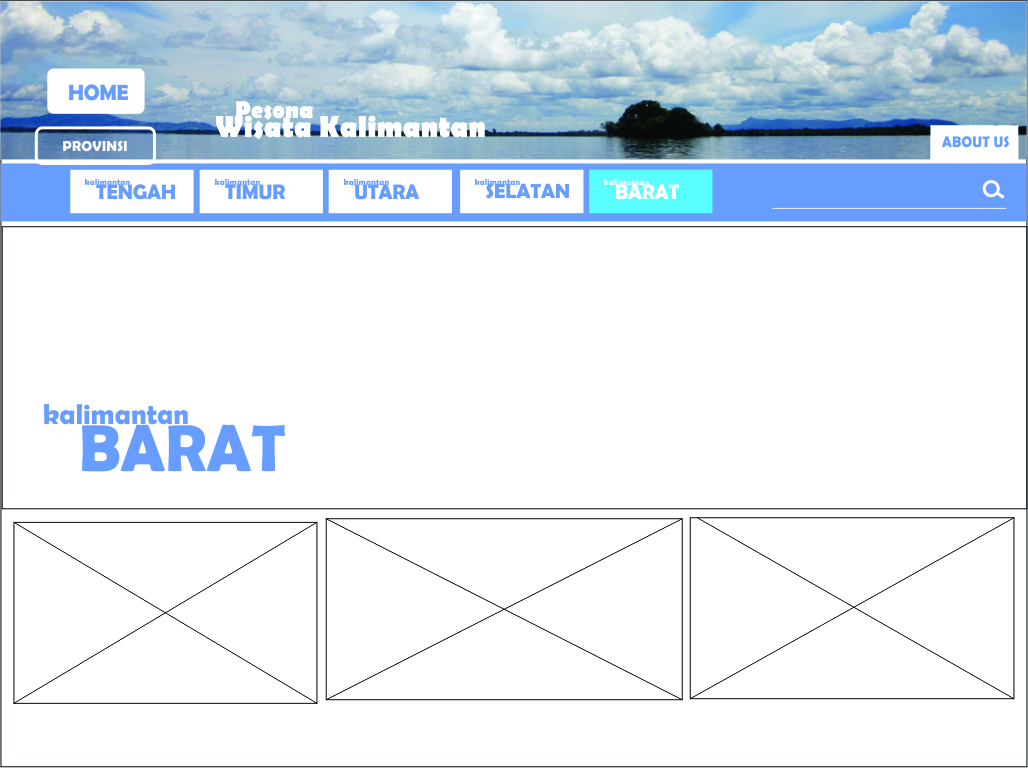 HOME
Pesona
Wisata Kalimantan
PROVINSI
ABOUT US
kalimantan
TENGAH
kalimantan
TIMUR
kalimantan
UTARA
kalimantan
SELATAN
kalimantan
BARAT
kalimantan
BARAT